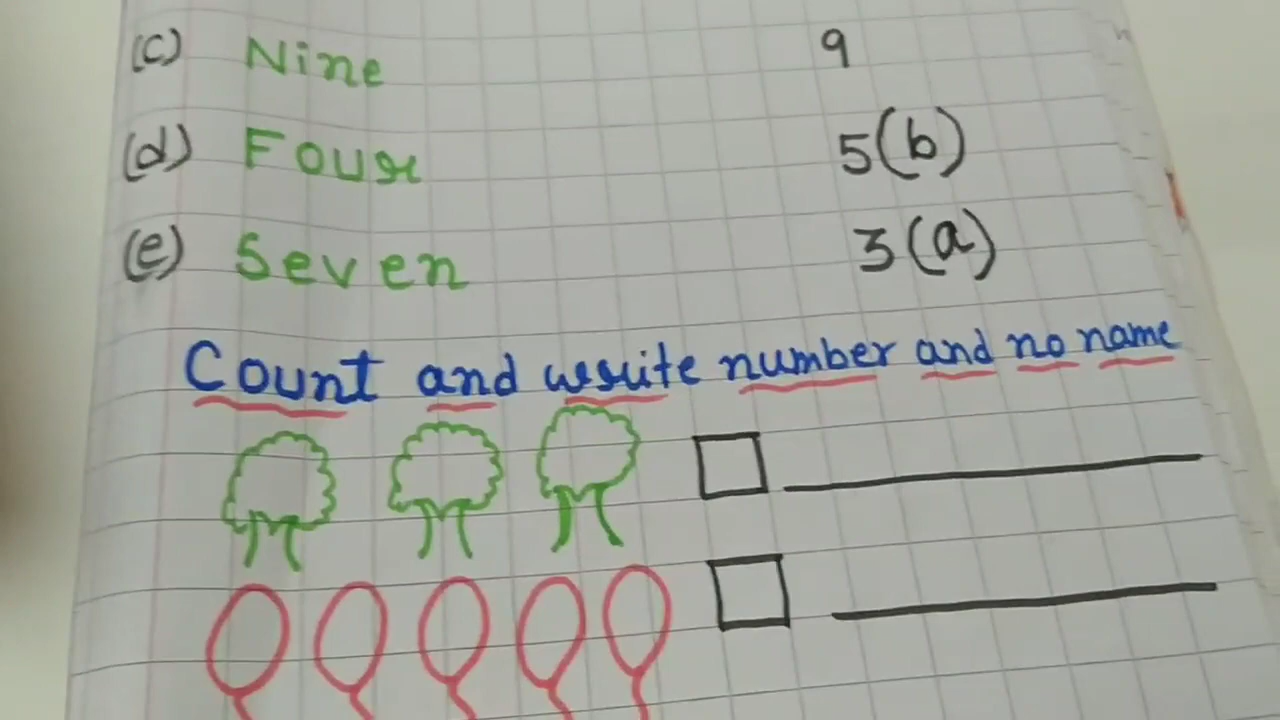 (c) Nine 9
(d) Four 5(b)
(e) Seven 3(a)
Count and write number and no name